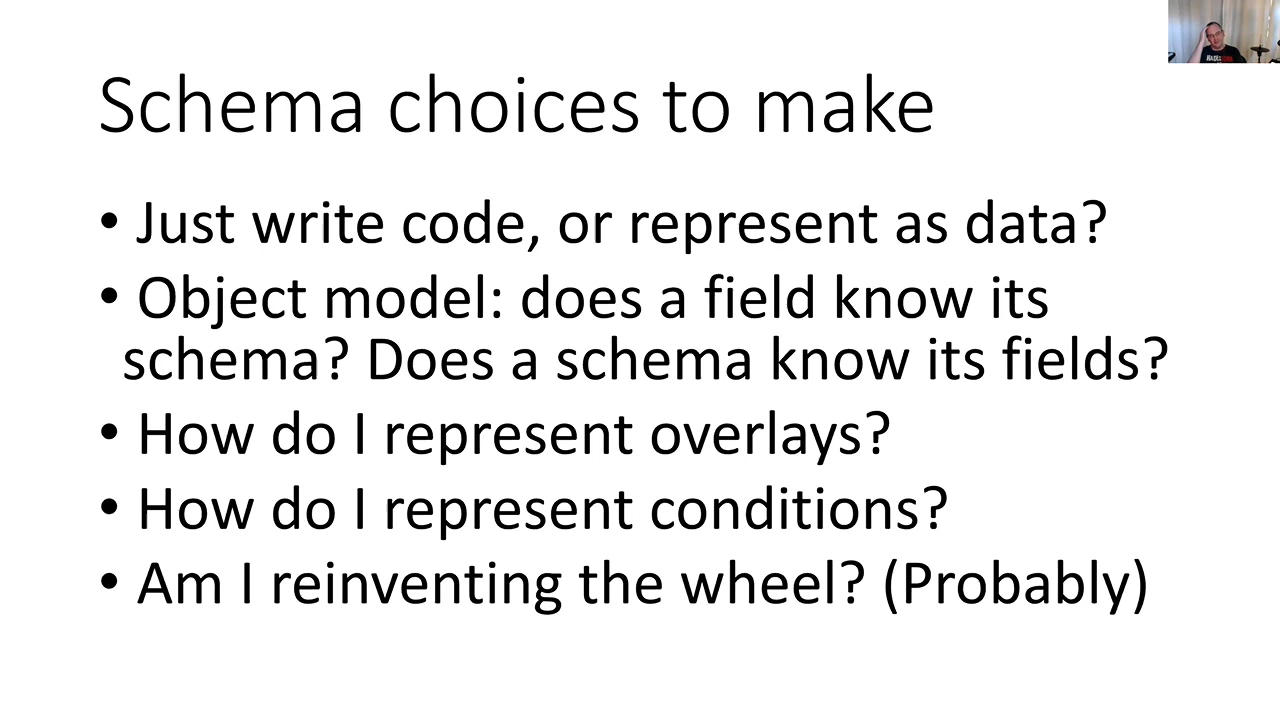 Schema choices to make
• Just write code, or represent as data?
• Object model: does a field know its
schema? Does a schema know its fields?
• How do I represent overlays?
• How do I represent conditions?
• Am I reinventing the wheel? (Probably)